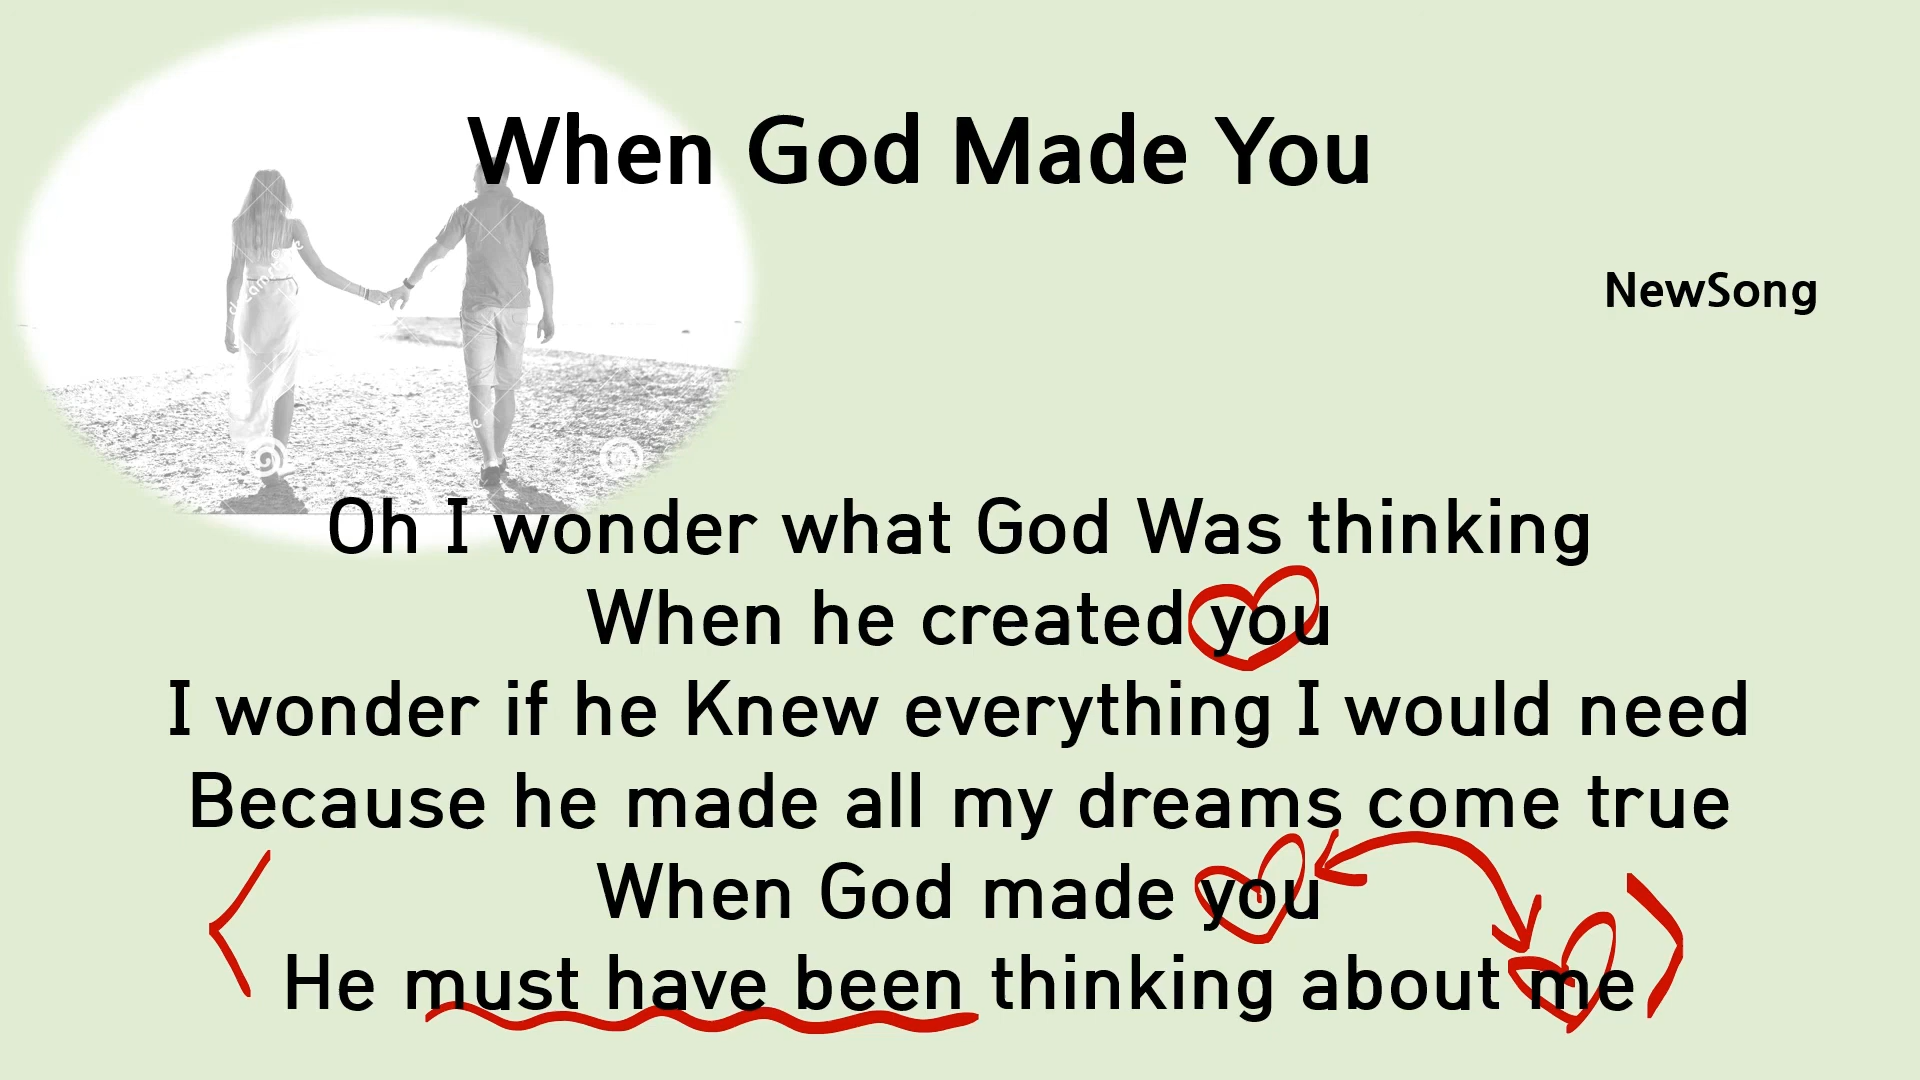 When God Made You
NewSong
Oh I wonder what God Was thinking
When he created you
I wonder if he Knew everything I would need
Because he made all my dreams come true
When God made you
He must have been thinking about me